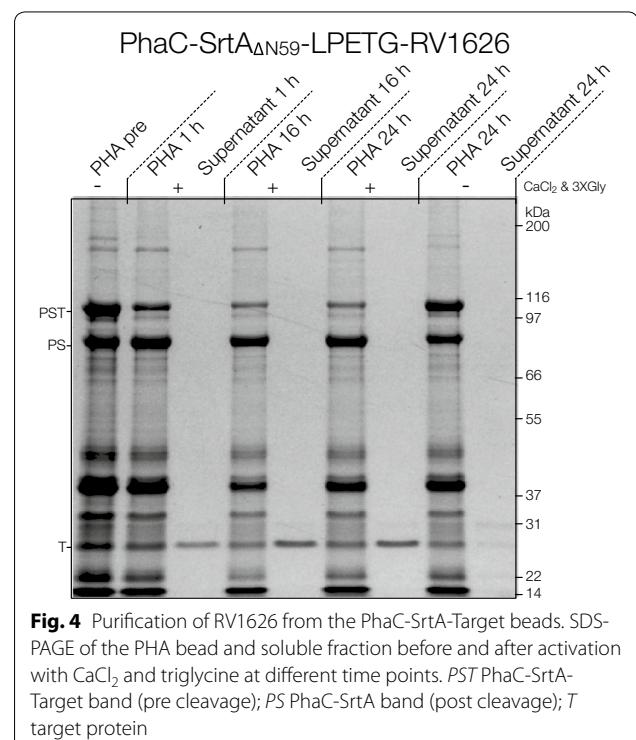 PhaC-SrtAΔN59-LPETG-RV1626
PHA pre
PHA 1 h
Supernatant 1 h
PHA 16 h
Supernatant 16 h
PHA 24 h
Supernatant 24 h
PHA 24 h
Supernatant 24 h
- + + + - CaCl2 & 3XGly
kDa
200
116
PST
97
PS
66
55
37
31
T
22
14
Fig. 4 Purification of RV1626 from the PhaC-SrtA-Target beads. SDS-
PAGE of the PHA bead and soluble fraction before and after activation
with CaCl2 and triglycine at different time points. PST PhaC-SrtA-
Target band (pre cleavage); PS PhaC-SrtA band (post cleavage); T
target protein